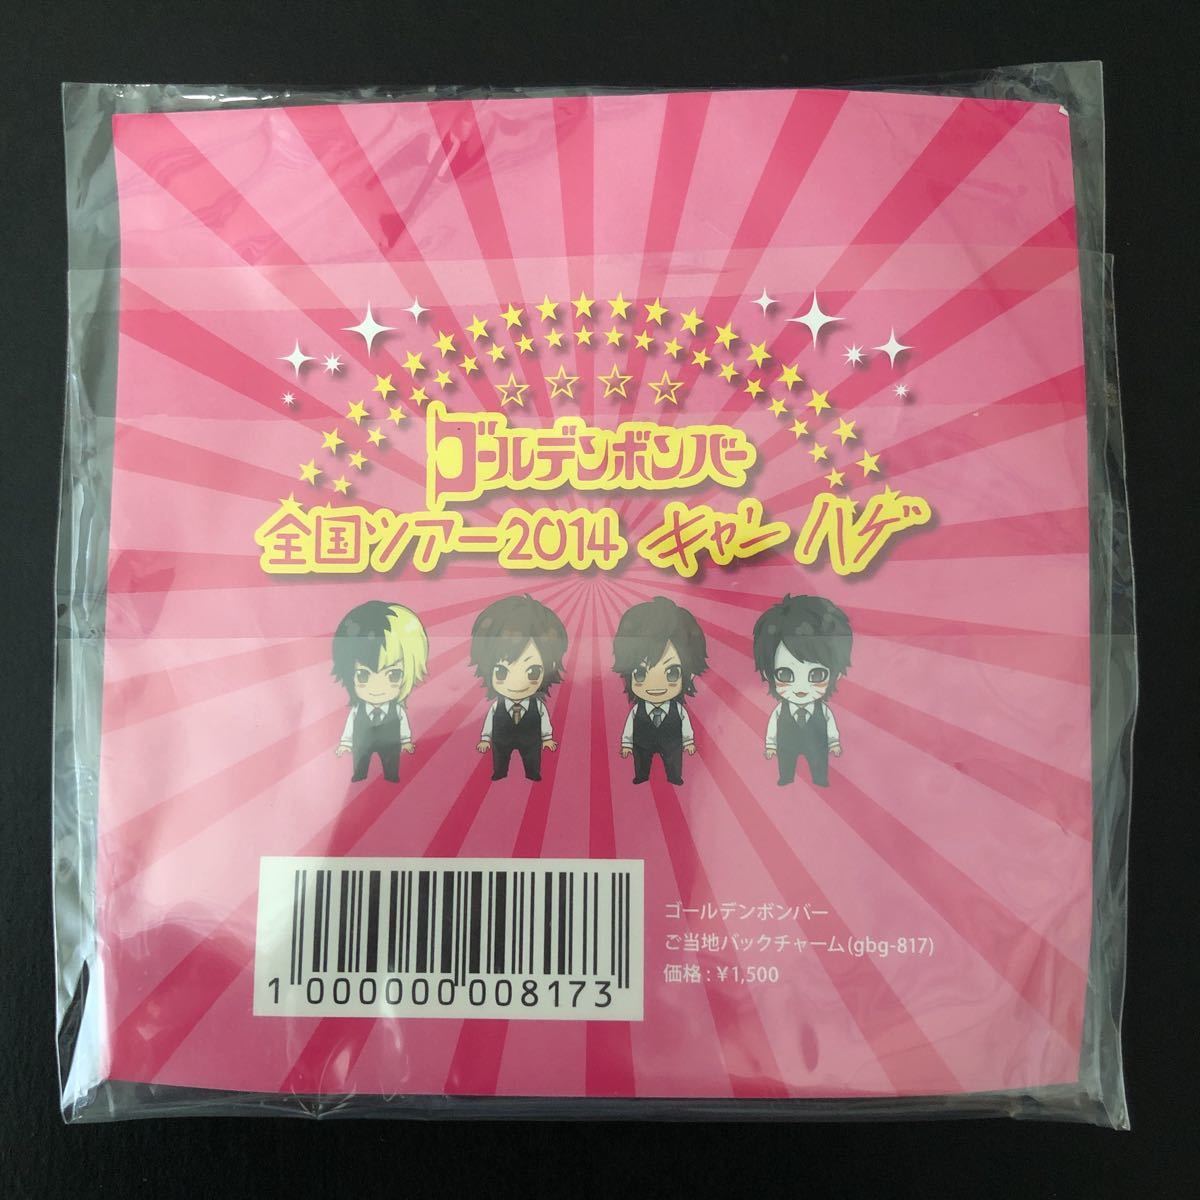 ゴールデンボンバー
全国ツアー2014 キャンハゲ
ゴールデンボンバー
ご当地バックチャーム(gbg-817)
価格:¥1,500
1 000000 008173